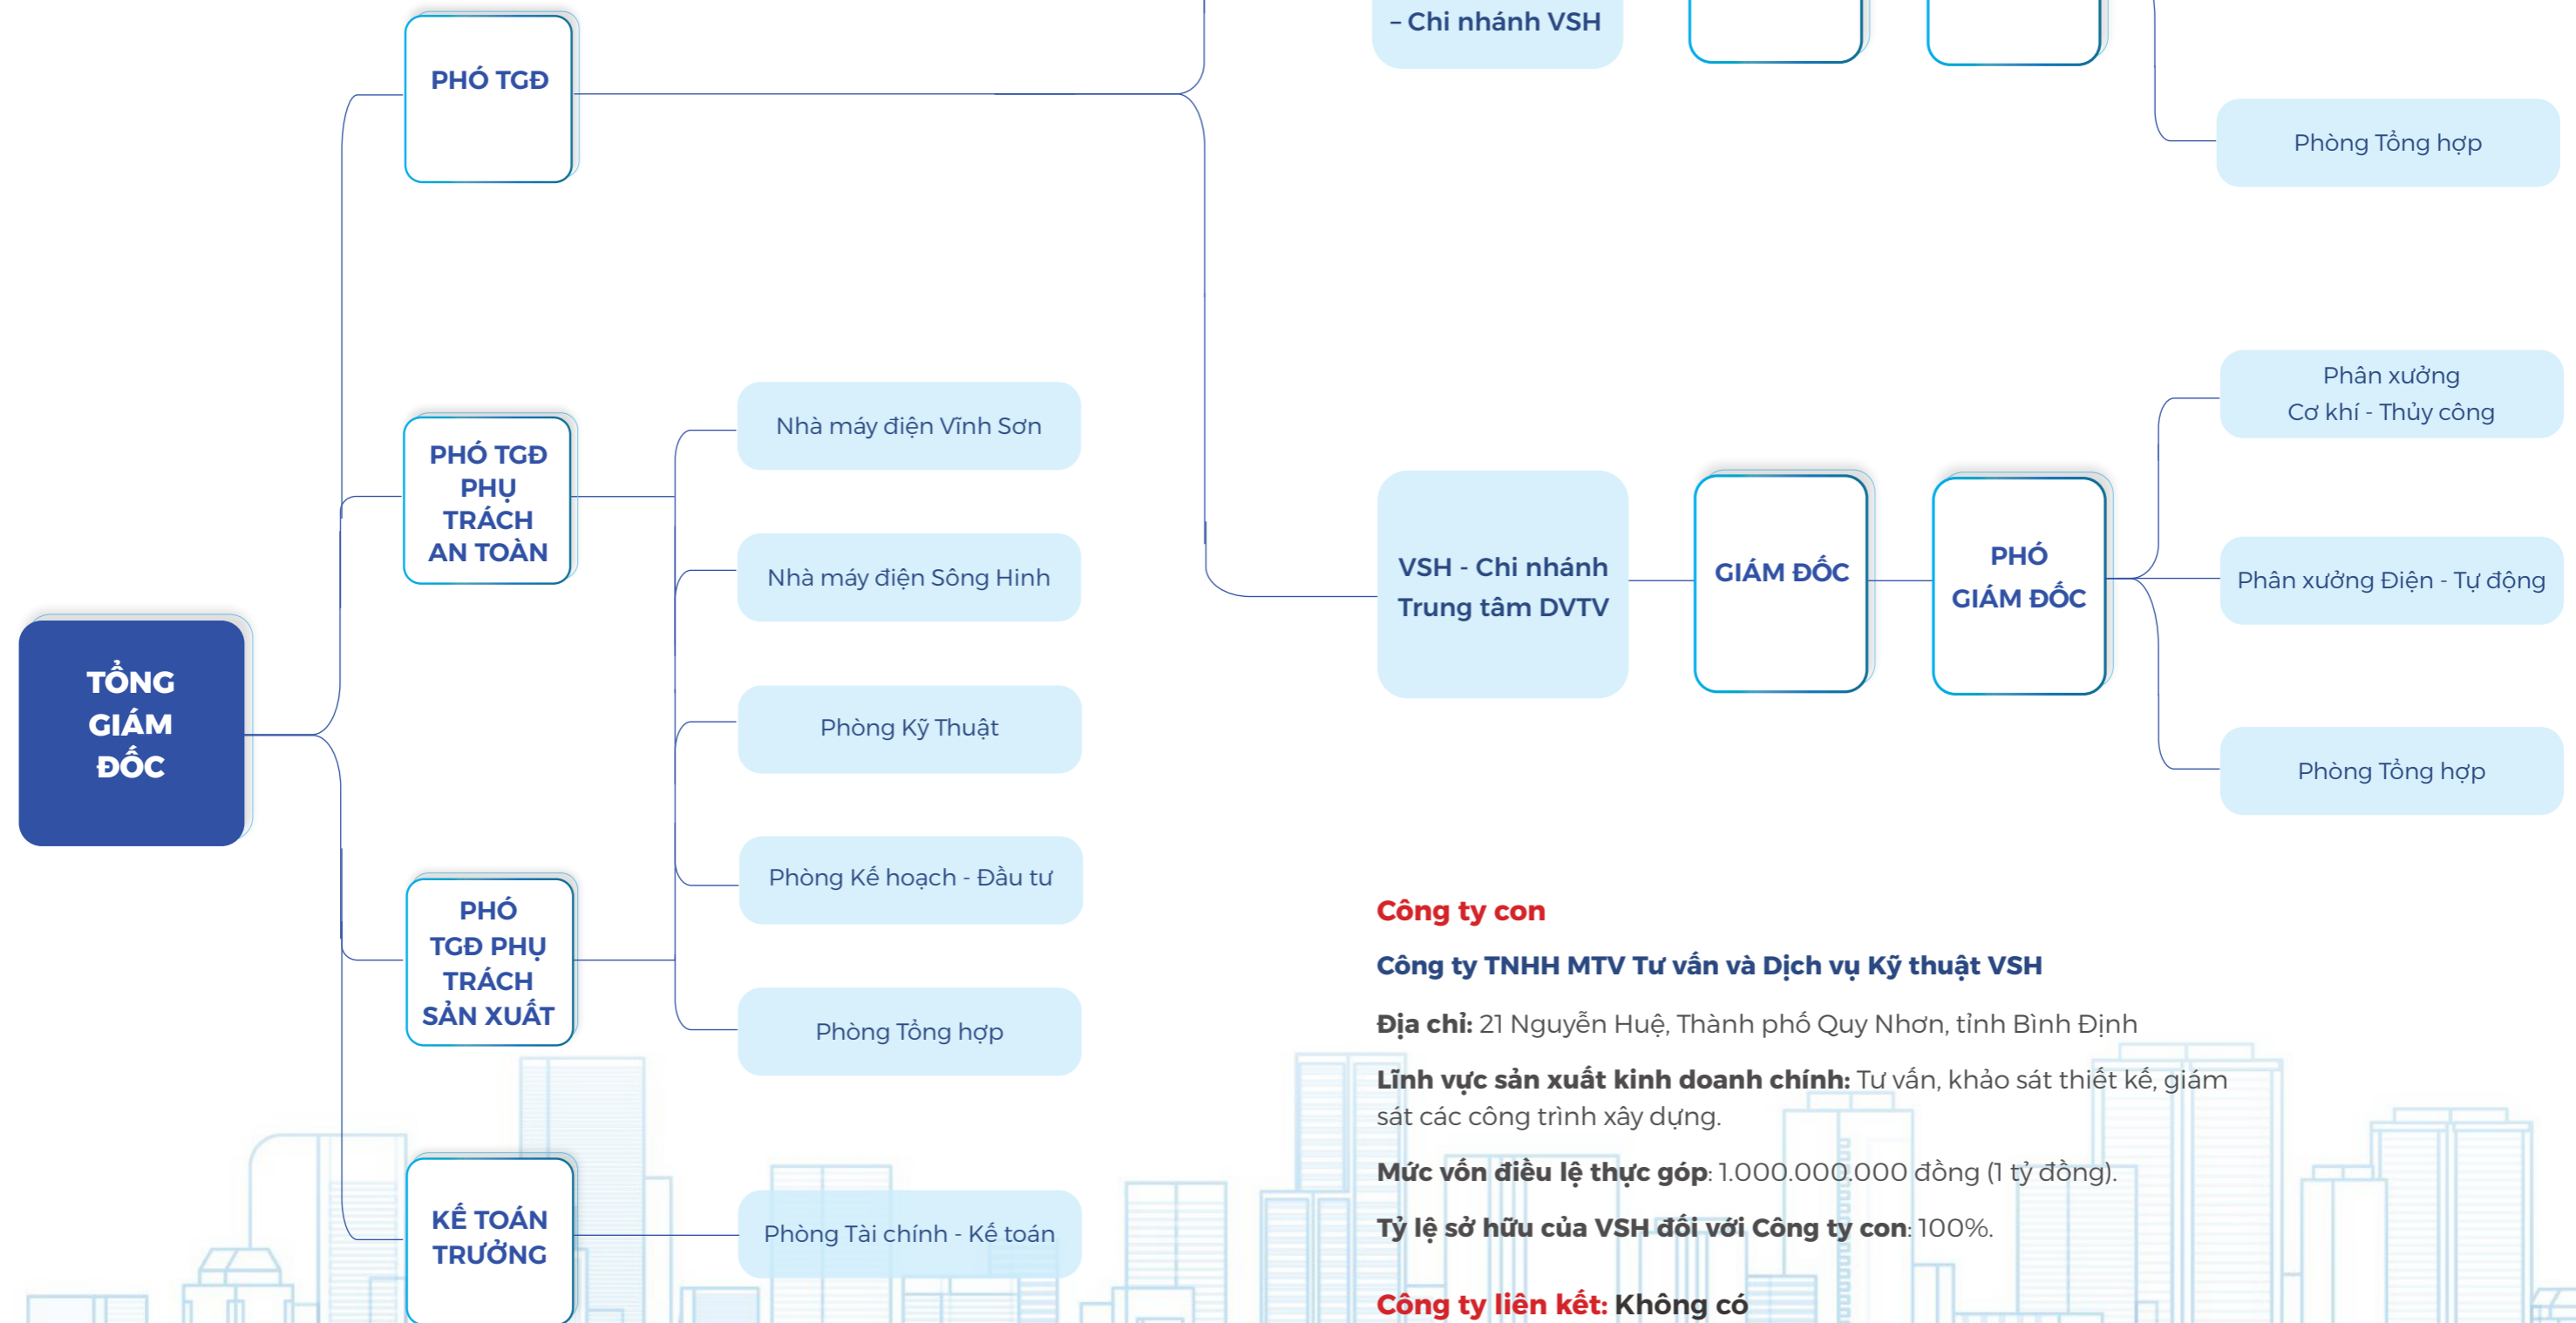 – Chi nhánh VSH
PHÓ TGĐ
Phòng Tổng hợp
PHÓ TGĐ
PHỤ
TRÁCH
AN TOÀN
Nhà máy điện Vĩnh Sơn
Nhà máy điện Sông Hinh
Phòng Kỹ Thuật
Phòng Kế hoạch - Đầu tư
Phòng Tổng hợp
TỔNG
GIÁM
ĐỐC
PHÓ
TGĐ PHỤ
TRÁCH
SẢN XUẤT
KẾ TOÁN
TRƯỞNG
Phòng Tài chính - Kế toán
VSH - Chi nhánh
Trung tâm DVTV
GIÁM ĐỐC
PHÓ
GIÁM ĐỐC
Phân xưởng
Cơ khí - Thủy công
Phân xưởng Điện - Tự động
Phòng Tổng hợp
Công ty con
Công ty TNHH MTV Tư vấn và Dịch vụ Kỹ thuật VSH
Địa chỉ: 21 Nguyễn Huệ, Thành phố Quy Nhơn, tỉnh Bình Định
Lĩnh vực sản xuất kinh doanh chính: Tư vấn, khảo sát thiết kế, giám
sát các công trình xây dựng.
Mức vốn điều lệ thực góp: 1.000.000.000 đồng (1 tỷ đồng).
Tỷ lệ sở hữu của VSH đối với Công ty con: 100%.
Công ty liên kết: Không có